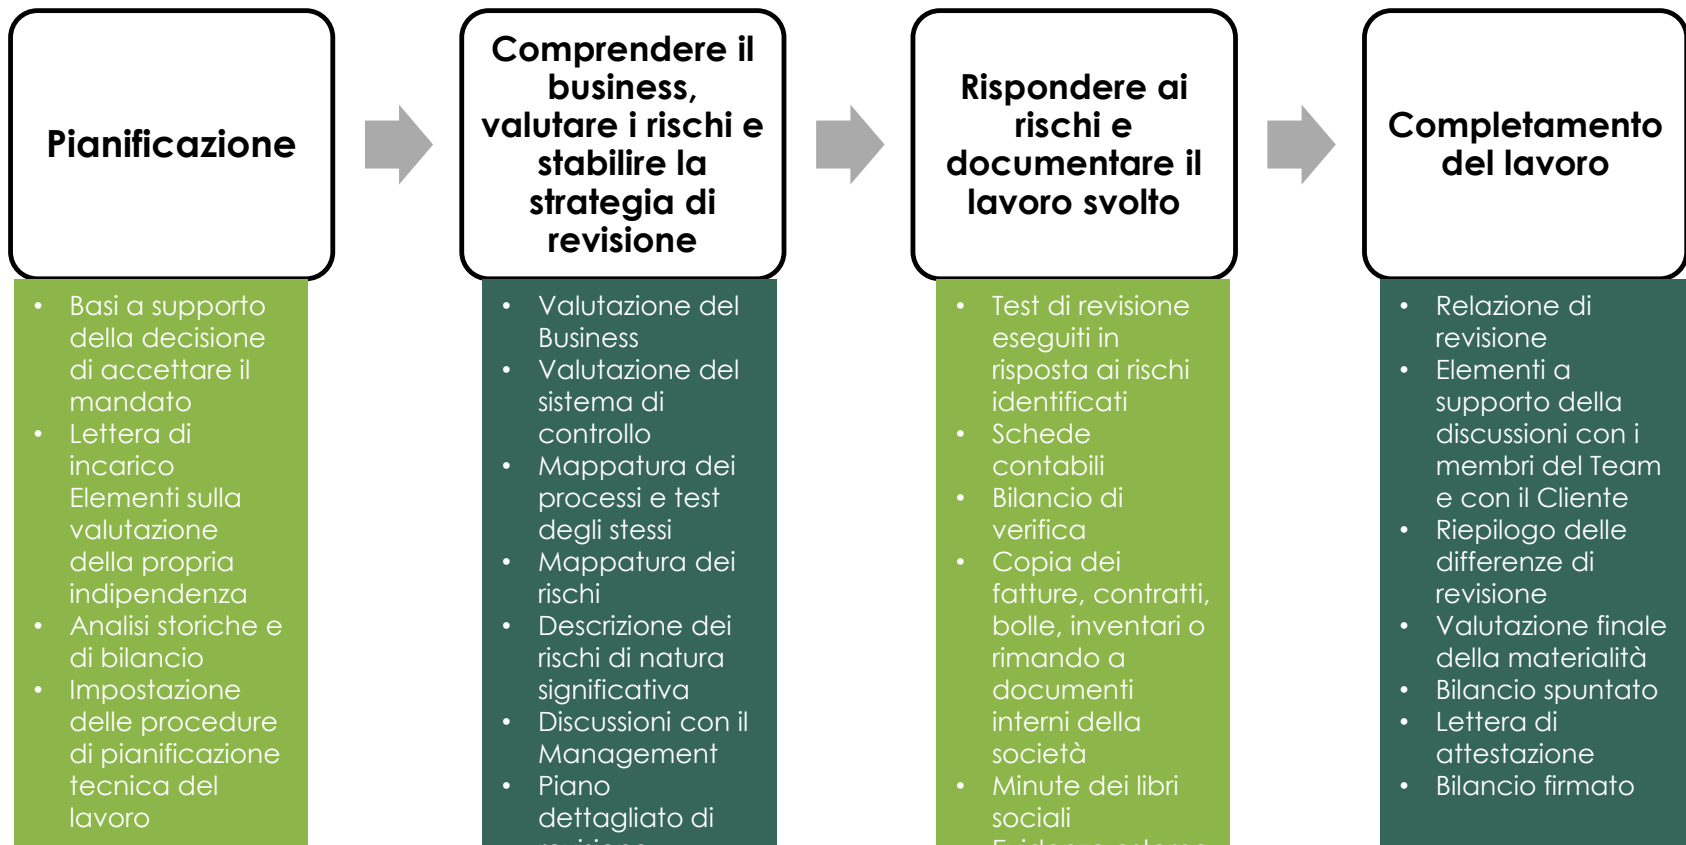 Pianificazione
• Basi a supporto
della decisione
di accettare il
mandato
• Lettera di
incarico
Elementi sulla
valutazione
della propria
indipendenza
• Analisi storiche e
di bilancio
• Impostazione
delle procedure
di pianificazione
tecnica del
lavoro
Comprendere il
business,
valutare i rischi e
stabilire la
strategia di
revisione
• Valutazione del
Business
• Valutazione del
sistema di
controllo
• Mappatura dei
processi e test
degli stessi
• Mappatura dei
rischi
• Descrizione dei
rischi di natura
significativa
• Discussioni con il
Management
• Piano
dettagliato di
Rispondere ai
rischi e
documentare il
lavoro svolto
• Test di revisione
eseguiti in
risposta ai rischi
identificati
• Schede
contabili
• Bilancio di
verifica
• Copia dei
fatture, contratti,
bolle, inventari o
rimando a
documenti
interni della
società
• Minute dei libri
sociali
Completamento
del lavoro
• Relazione di
revisione
• Elementi a
supporto della
discussioni con i
membri del Team
e con il Cliente
• Riepilogo delle
differenze di
revisione
• Valutazione finale
della materialità
• Bilancio spuntato
• Lettera di
attestazione
• Bilancio firmato